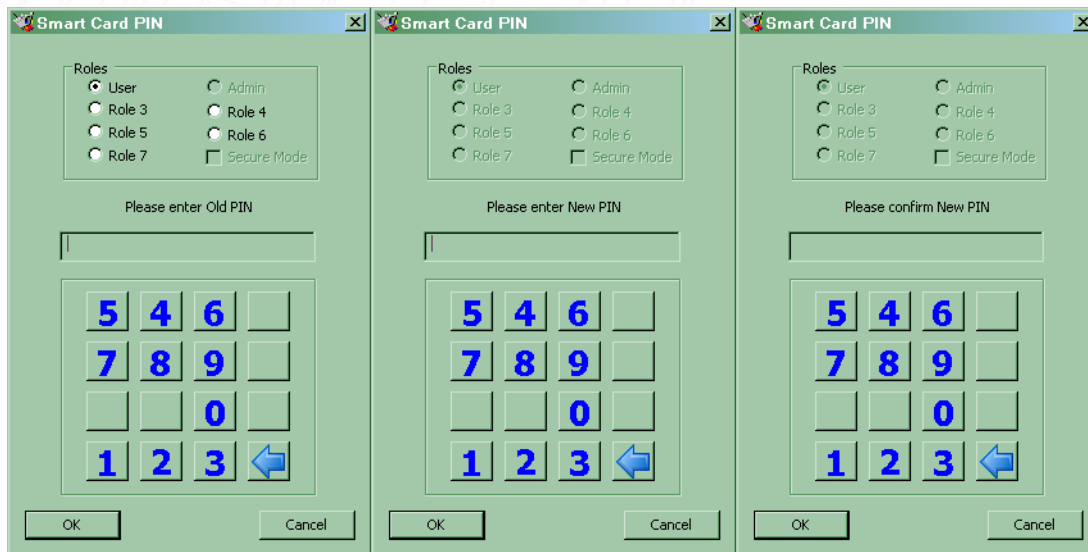 Smart Card PIN
Roles
User Admin
Role 3 Role 4
Role 5 Role 6
Role 7 Secure Mode
Please enter Old PIN
5 4 6
7 8 9
0
1 2 3
OK Cancel
Smart Card PIN
Roles
User Admin
Role 3 Role 4
Role 5 Role 6
Role 7 Secure Mode
Please enter New PIN
5 4 6
7 8 9
0
1 2 3
OK Cancel
Smart Card PIN
Roles
User Admin
Role 3 Role 4
Role 5 Role 6
Role 7 Secure Mode
Please confirm New PIN
5 4 6
7 8 9
0
1 2 3
OK Cancel